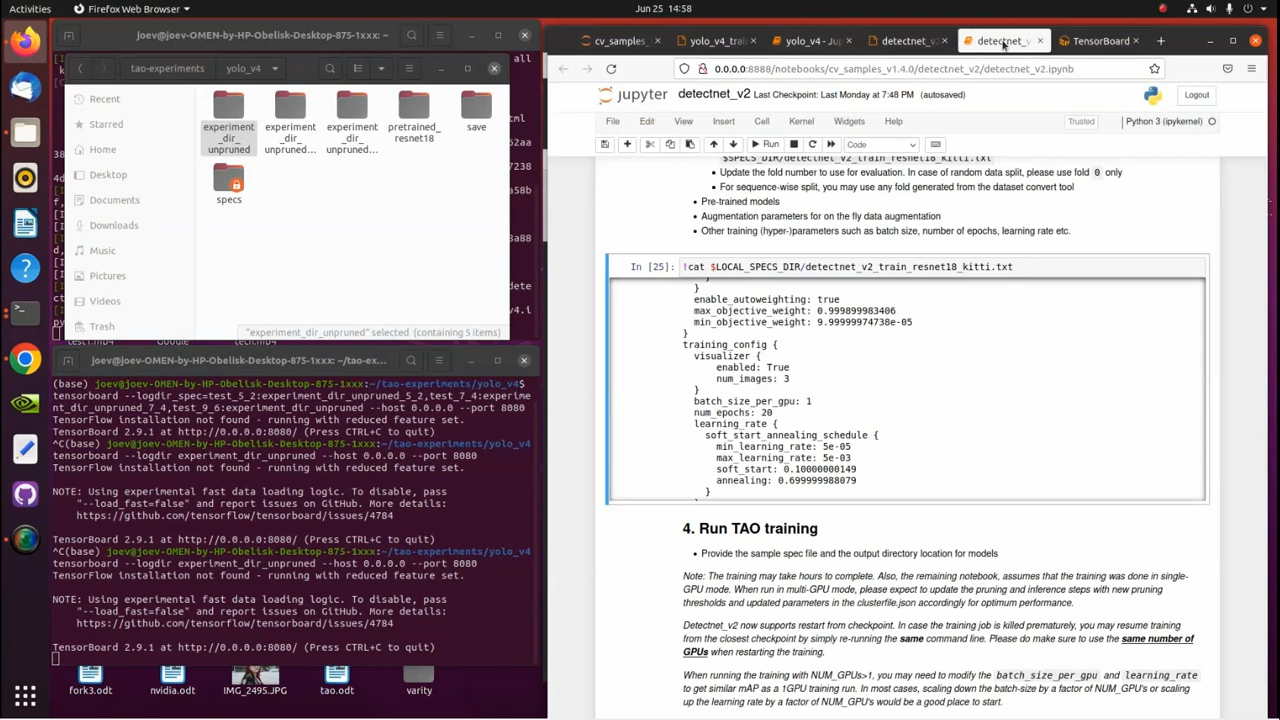 Activities
Firefox Web Browser
Jun 25 14:58
joev@joev-OMEN-by-HP-Obelisk-Desktop-875-1xxx: ~
tao-experiments
yolo_v4
Recent
Starred
Home
Desktop
Documents
Downloads
Music
Pictures
Videos
Trash
experiment
_dir_
unpruned
experiment
_dir_
unpruned...
experiment
_dir_
unpruned...
pretrained_
resnet18
save
specs
"experiment_dir_unpruned" selected (containing 5 items)
joev@joev-OMEN-by-HP-Obelisk-Desktop-875-1xxx: ~/tao-ex...
(base) joev@joev-OMEN-by-HP-Obelisk-Desktop-875-1xxx:~/tao-experiments/yolo_v4$
tensorboard --logdir_spec=test_5_2:experiment_dir_unpruned_5_2,test_7_4:experime
nt_dir_unpruned_7_4,test_9_6:experiment_dir_unpruned --host 0.0.0.0 --port 8080
TensorFlow installation not found - running with reduced feature set.
TensorBoard 2.9.1 at http://0.0.0.0:8080/ (Press CTRL+C to quit)
^C(base) joev@joev-OMEN-by-HP-Obelisk-Desktop-875-1xxx:~/tao-experiments/yolo_v4
tensorboard --logdir experiment_dir_unpruned --host 0.0.0.0 --port 8080
TensorFlow installation not found - running with reduced feature set.
NOTE: Using experimental fast data loading logic. To disable, pass
"--load_fast=false" and report issues on GitHub. More details:
https://github.com/tensorflow/tensorboard/issues/4784
TensorBoard 2.9.1 at http://0.0.0.0:8080/ (Press CTRL+C to quit)
^C(base) joev@joev-OMEN-by-HP-Obelisk-Desktop-875-1xxx:~/tao-experiments/yolo_v4
tensorboard --logdir experiment_dir_unpruned --host 0.0.0.0 --port 8080
TensorFlow installation not found - running with reduced feature set.
NOTE: Using experimental fast data loading logic. To disable, pass
"--load_fast=false" and report issues on GitHub. More details:
https://github.com/tensorflow/tensorboard/issues/4784
TensorBoard 2.9.1 at http://0.0.0.0:8080/ (Press CTRL+C to quit)
fork3.odt
nvidia.odt
IMG_2495.JPG
tao.odt
varity
cv_samples_
yolo_v4_trai
yolo_v4 - Jup
detectnet_v2
detectnet_v
TensorBoard
0.0.0.0:8888/notebooks/cv_samples_v1.4.0/detectnet_v2/detectnet_v2.ipynb
jupyter
detectnet_v2 Last Checkpoint: Last Monday at 7:48 PM (autosaved)
Logout
File
Edit
View
Insert
Cell
Kernel
Widgets
Help
Trusted
Python 3 (ipykernel)
Run
Code
$SPECS_DIR/detectnet_v2_train_resnet18_kitti.txt
Update the fold number to use for evaluation. In case of random data split, please use fold 0 only
For sequence-wise split, you may use any fold generated from the dataset convert tool
Pre-trained models
Augmentation parameters for on the fly data augmentation
Other training (hyper-)parameters such as batch size, number of epochs, learning rate etc.
In [25]: !cat $LOCAL_SPECS_DIR/detectnet_v2_train_resnet18_kitti.txt
}
enable_autoweighting: true
max_objective_weight: 0.999899983406
min_objective_weight: 9.99999974738e-05
}
training_config {
visualizer {
enabled: True
num_images: 3
}
batch_size_per_gpu: 1
num_epochs: 20
learning_rate {
soft_start_annealing_schedule {
min_learning_rate: 5e-05
max_learning_rate: 5e-03
soft_start: 0.10000000149
annealing: 0.699999988079
}
4. Run TAO training
Provide the sample spec file and the output directory location for models
Note: The training may take hours to complete. Also, the remaining notebook, assumes that the training was done in single-
GPU mode. When run in multi-GPU mode, please expect to update the pruning and inference steps with new pruning
thresholds and updated parameters in the clusterfile.json accordingly for optimum performance.
Detectnet_v2 now supports restart from checkpoint. In case the training job is killed prematurely, you may resume training
from the closest checkpoint by simply re-running the same command line. Please do make sure to use the same number of
GPUs when restarting the training.
When running the training with NUM_GPUs>1, you may need to modify the batch_size_per_gpu and learning_rate
to get similar mAP as a 1GPU training run. In most cases, scaling down the batch-size by a factor of NUM_GPU's or scaling
up the learning rate by a factor of NUM_GPU's would be a good place to start.